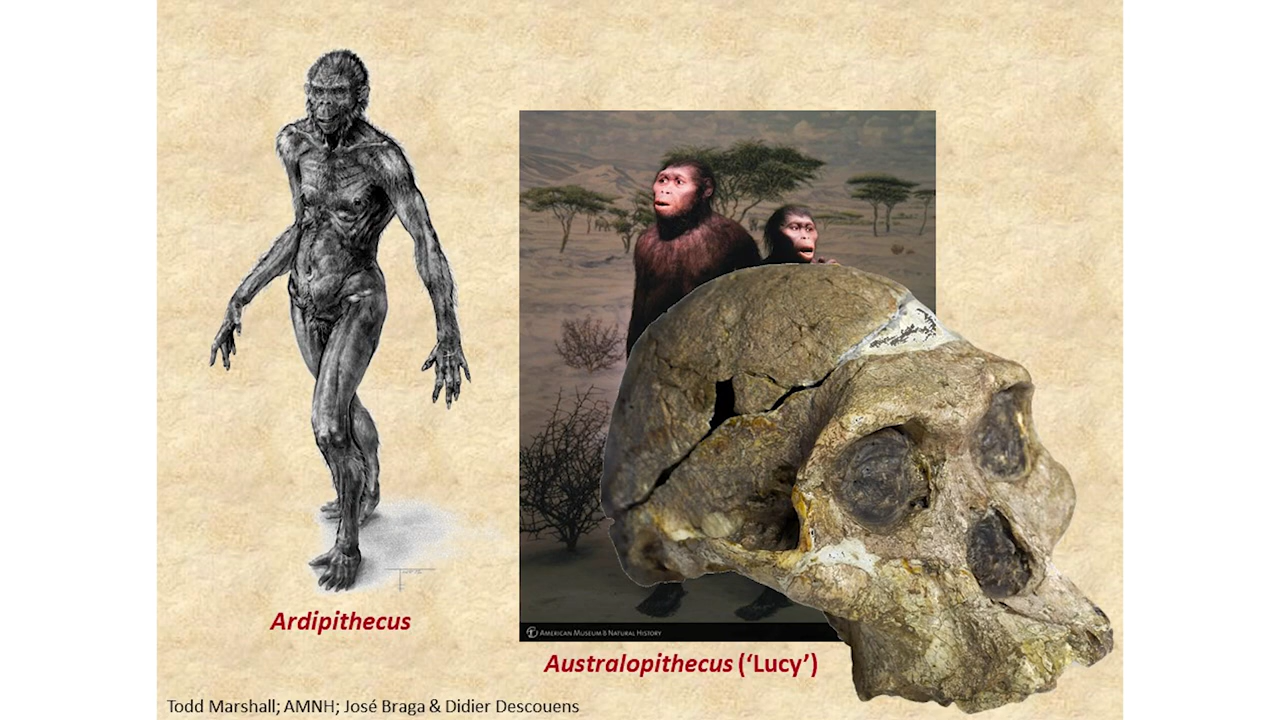 Ardipithecus
AMERICAN MUSEUM & NATURAL HISTORY
Australopithecus (‘Lucy’)
Todd Marshall; AMNH; José Braga & Didier Descouens